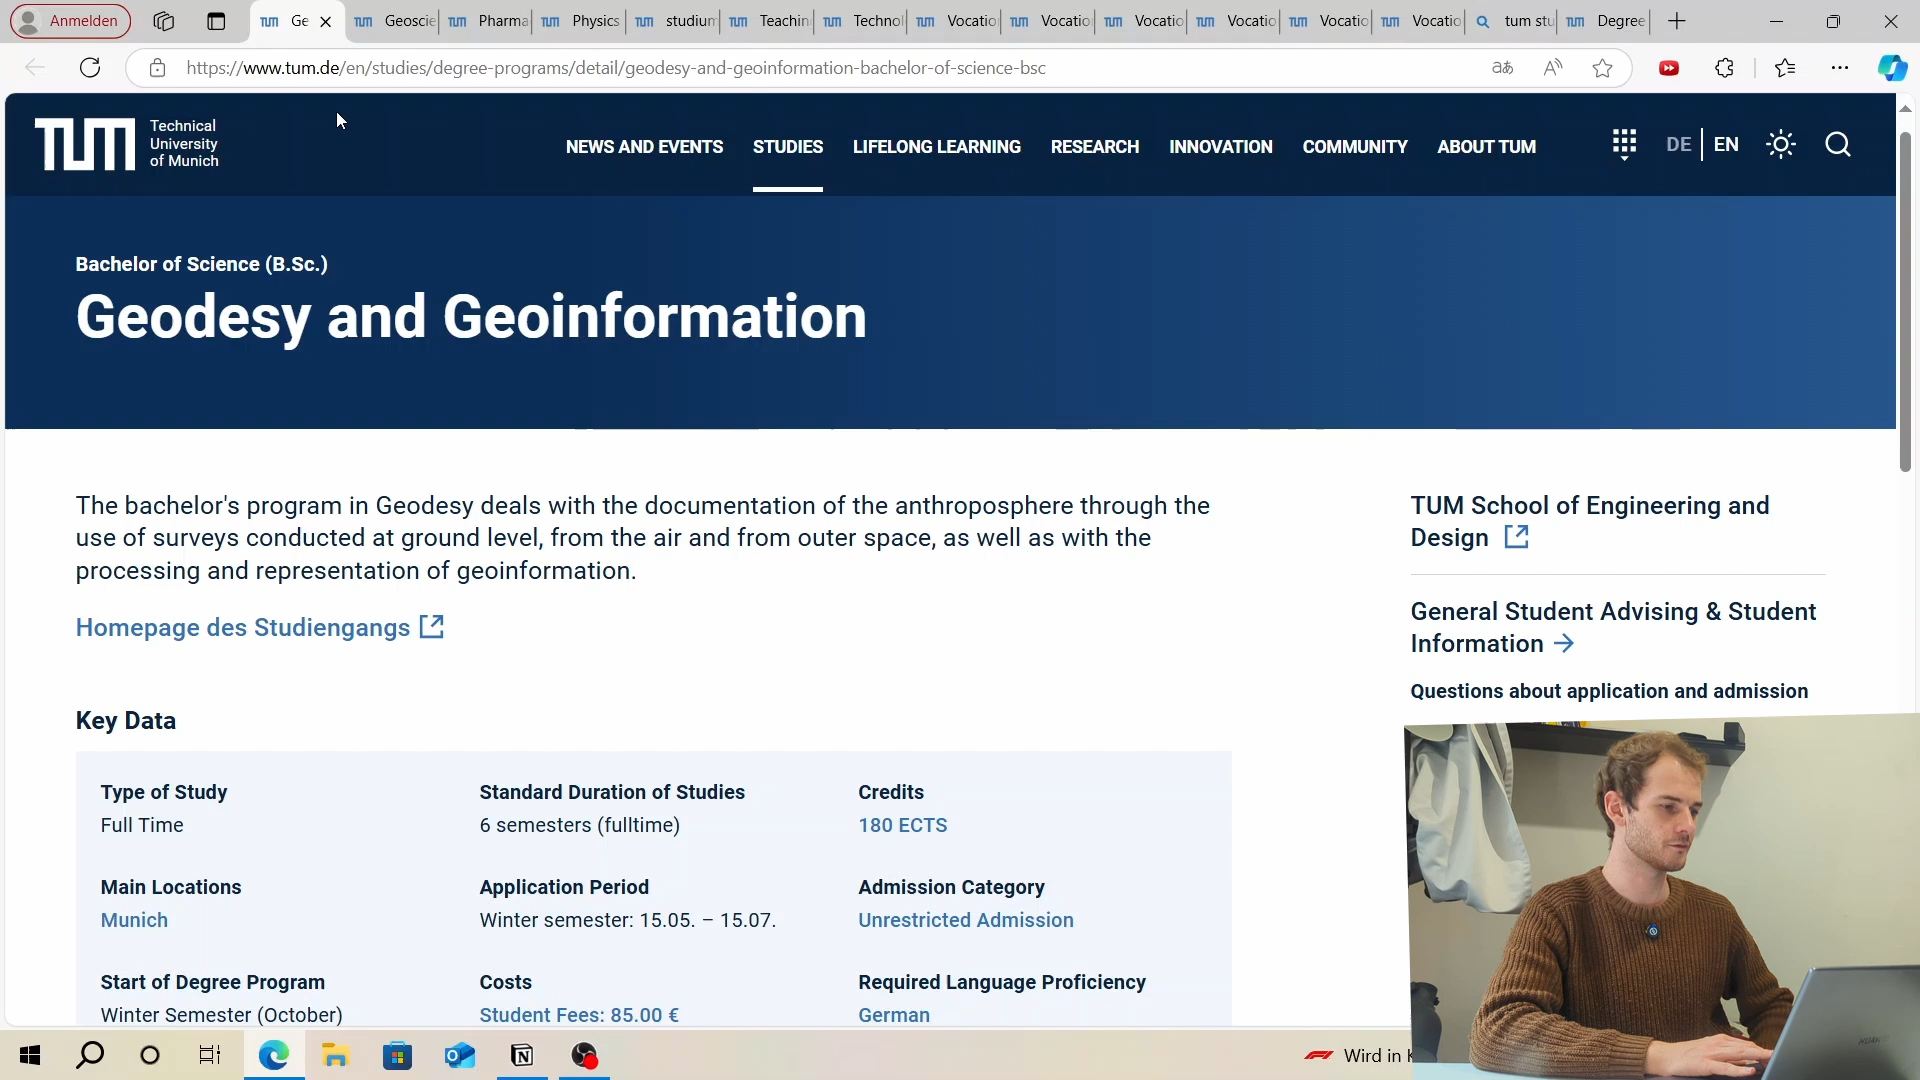 Anmelden
Ge
Geoscie
Pharma
Physics
studium
Teachin
Technol
Vocatio
Vocatio
Vocatio
Vocatio
Vocatio
Vocatio
tum stu
Degree
https://www.tum.de/en/studies/degree-programs/detail/geodesy-and-geoinformation-bachelor-of-science-bsc
TUM Technical
University
of Munich
NEWS AND EVENTS STUDIES LIFELONG LEARNING RESEARCH INNOVATION COMMUNITY ABOUT TUM
DE | EN
Bachelor of Science (B.Sc.)
Geodesy and Geoinformation
The bachelor's program in Geodesy deals with the documentation of the anthroposphere through the
use of surveys conducted at ground level, from the air and from outer space, as well as with the
processing and representation of geoinformation.
Homepage des Studiengangs
TUM School of Engineering and
Design
General Student Advising & Student
Information →
Questions about application and admission
Key Data
Type of Study
Full Time
Standard Duration of Studies
6 semesters (fulltime)
Credits
180 ECTS
Main Locations
Munich
Application Period
Winter semester: 15.05. – 15.07.
Admission Category
Unrestricted Admission
Start of Degree Program
Winter Semester (October)
Costs
Student Fees: 85.00 €
Required Language Proficiency
German
Wird in K